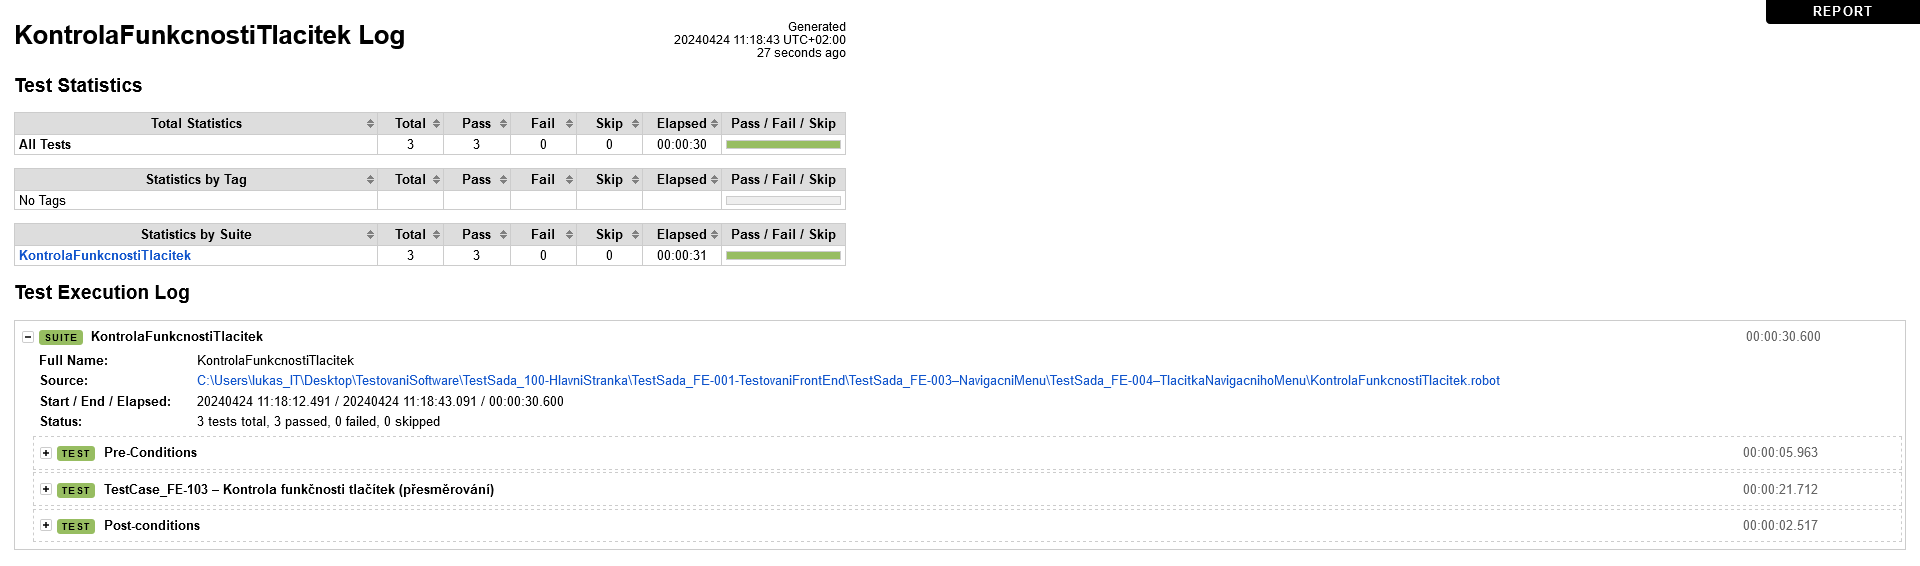 REPORT
KontrolaFunkcnostiTlacitek Log
Generated
20240424 11:18:43 UTC+02:00
27 seconds ago
Test Statistics
Total Statistics Total Pass Fail Skip Elapsed Pass / Fail / Skip
All Tests 3 3 0 0 00:00:30
Statistics by Tag Total Pass Fail Skip Elapsed Pass / Fail / Skip
No Tags
Statistics by Suite Total Pass Fail Skip Elapsed Pass / Fail / Skip
KontrolaFunkcnostiTlacitek 3 3 0 0 00:00:31
Test Execution Log
SUITE KontrolaFunkcnostiTlacitek 00:00:30.600
Full Name: KontrolaFunkcnostiTlacitek
Source: C:\Users\lukas_IT\Desktop\TestovaniSoftware\TestSada_100-HlavniStranka\TestSada_FE-001-TestovaniFrontEnd\TestSada_FE-003–NavigacniMenu\TestSada_FE-004–TlacitkaNavigacnihoMenu\KontrolaFunkcnostiTlacitek.robot
Start / End / Elapsed: 20240424 11:18:12.491 / 20240424 11:18:43.091 / 00:00:30.600
Status: 3 tests total, 3 passed, 0 failed, 0 skipped
TEST Pre-Conditions 00:00:05.963
TEST TestCase_FE-103 – Kontrola funkčnosti tlačítek (přesměrování) 00:00:21.712
TEST Post-conditions 00:00:02.517